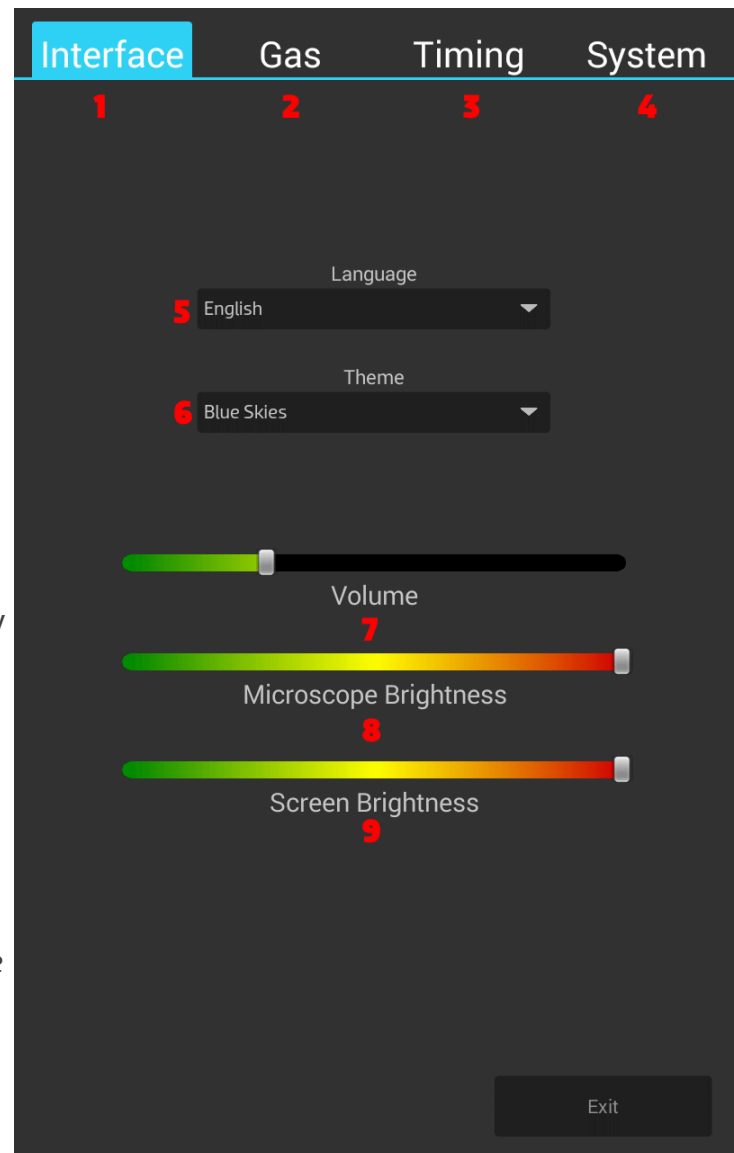 Interface Gas Timing System
1 2 3 4
Language
5 English
Theme
6 Blue Skies
Volume
7
Microscope Brightness
8
Screen Brightness
9
Exit